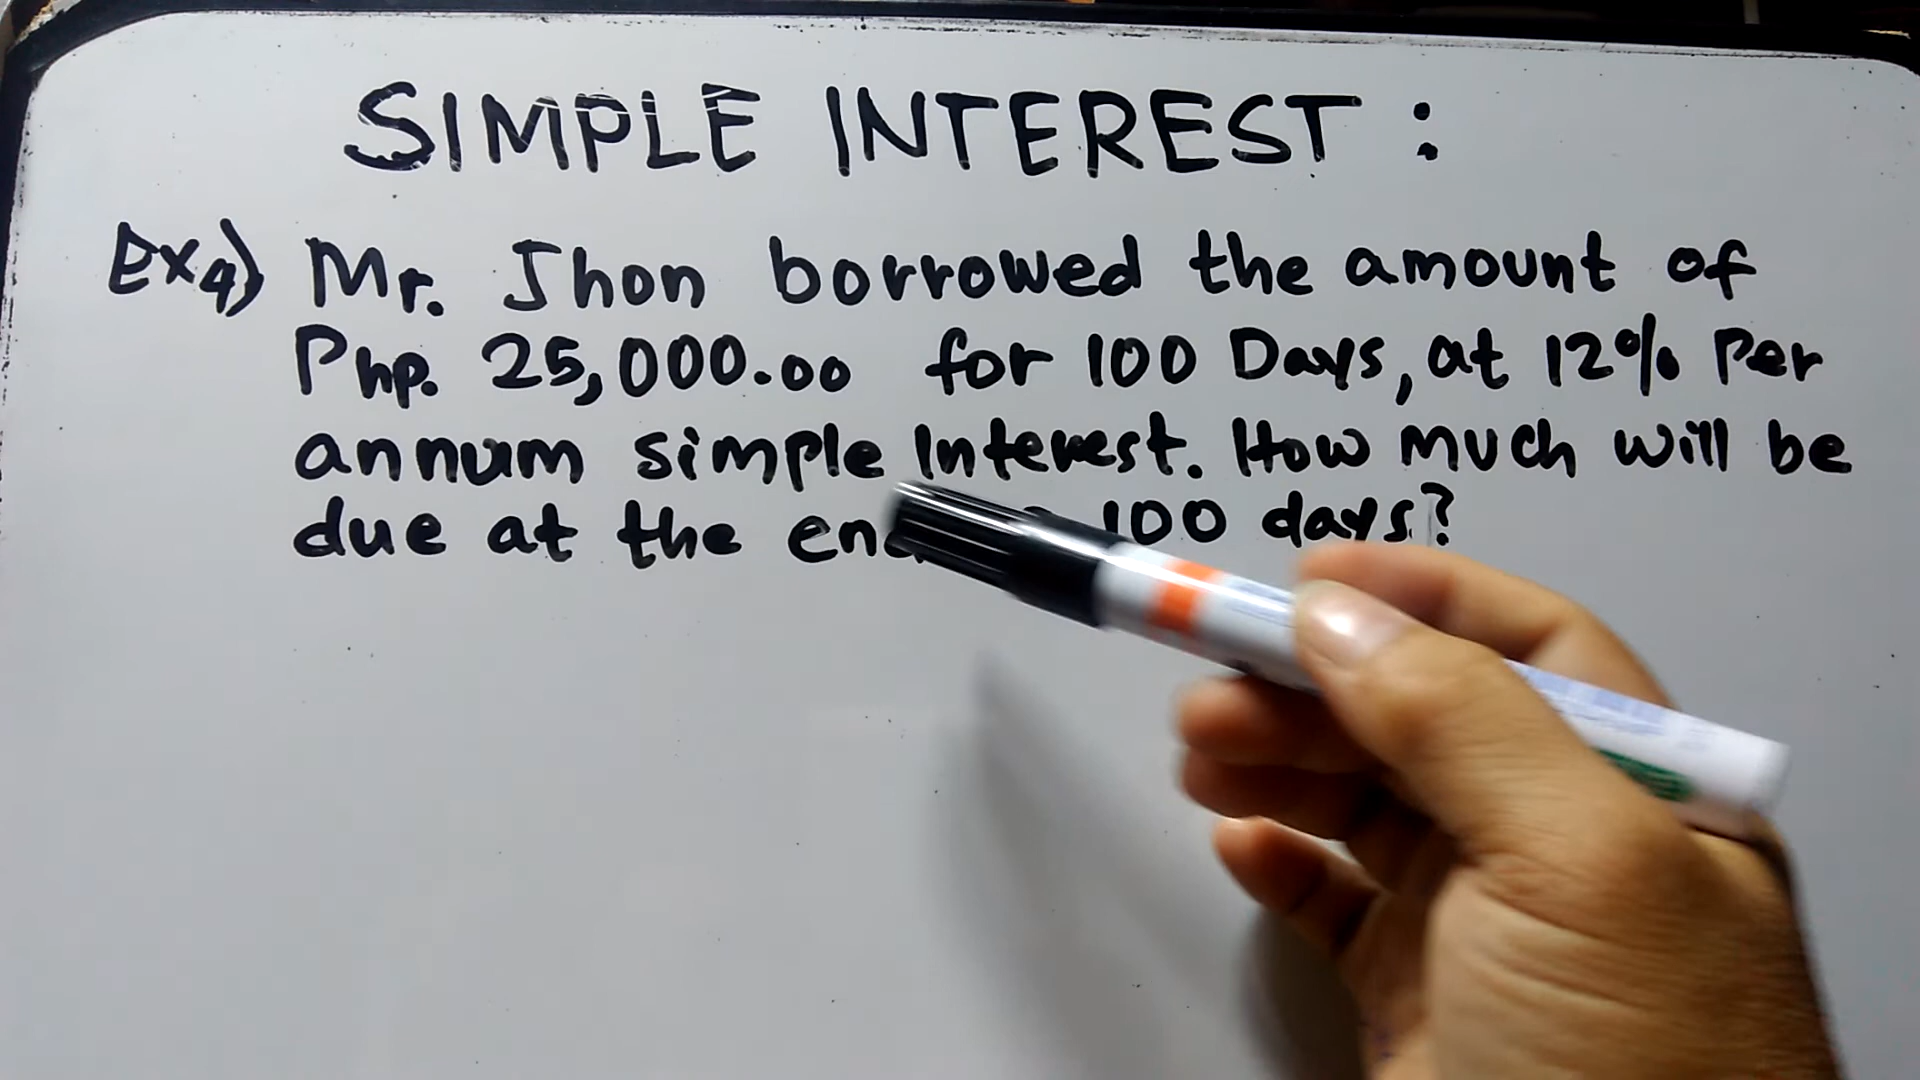 SIMPLE INTEREST :
Ex4) Mr. Jhon borrowed the amount of
Php. 25,000.00 for 100 Days, at 12% Per
annum simple Interest. How much will be
due at the end 100 days?